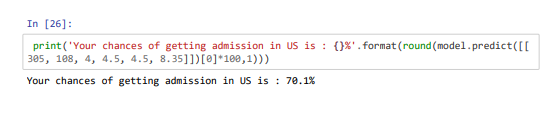 In [26]:
print('Your chances of getting admission in US is : {}%'.format(round(model.predict([[
305, 108, 4, 4.5, 4.5, 8.35]])[0]*100,1)))
Your chances of getting admission in US is : 70.1%